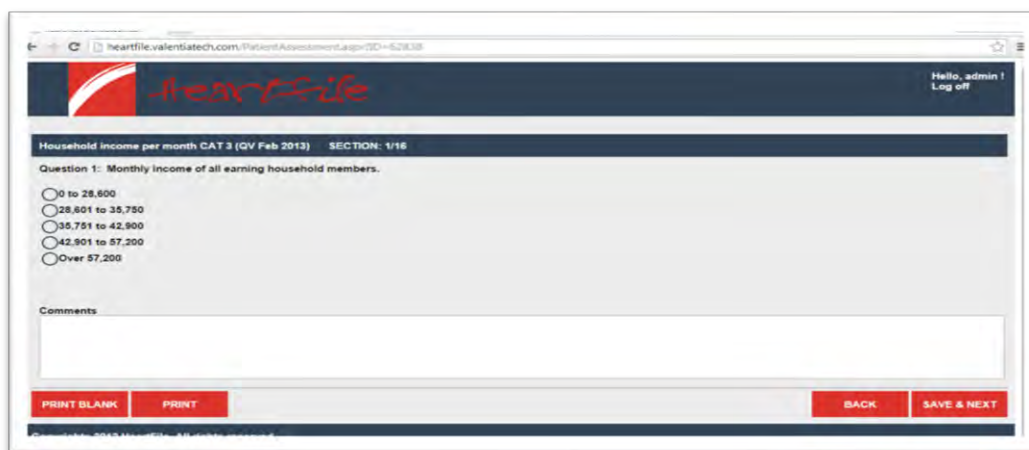 heartfile.valentiatech.com/PatientAssessment.aspx?ID=62838
Heartfile
Hello, admin !
Log off
Household income per month CAT 3 (QV Feb 2013) SECTION: 1/16
Question 1: Monthly income of all earning household members.
0 to 28,600
28,601 to 35,750
35,751 to 42,900
42,901 to 57,200
Over 57,200
Comments
PRINT BLANK PRINT BACK SAVE & NEXT